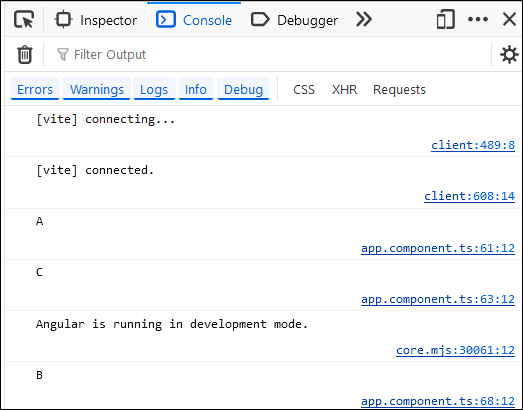 Inspector Console Debugger
Filter Output
Errors Warnings Logs Info Debug CSS XHR Requests
[vite] connecting...
client:489:8
[vite] connected.
client:608:14
A
app.component.ts:61:12
C
app.component.ts:63:12
Angular is running in development mode.
core.mjs:30061:12
B
app.component.ts:68:12